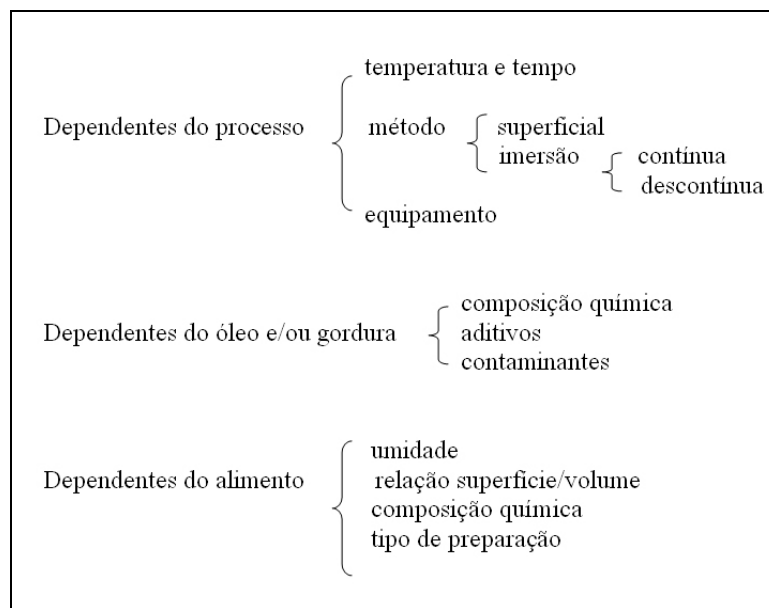 temperatura e tempo
Dependentes do processo
método
superficial
imersão
contínua
descontínua
equipamento
Dependentes do óleo e/ou gordura
composição química
aditivos
contaminantes
Dependentes do alimento
umidade
relação superfície/volume
composição química
tipo de preparação